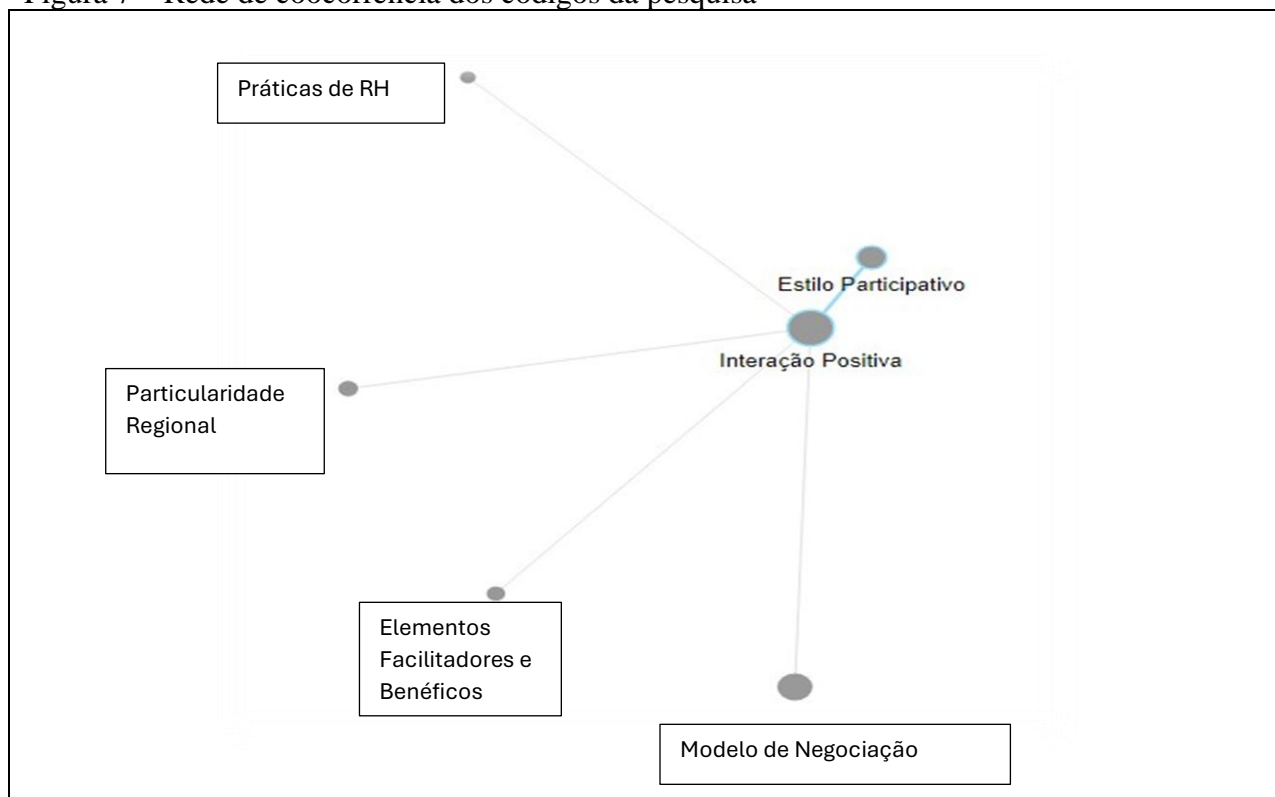 Figura 7 – Rede de coocorrência dos códigos da pesquisa
Práticas de RH
Estilo Participativo
Interação Positiva
Particularidade
Regional
Elementos
Facilitadores e
Benéficos
Modelo de Negociação